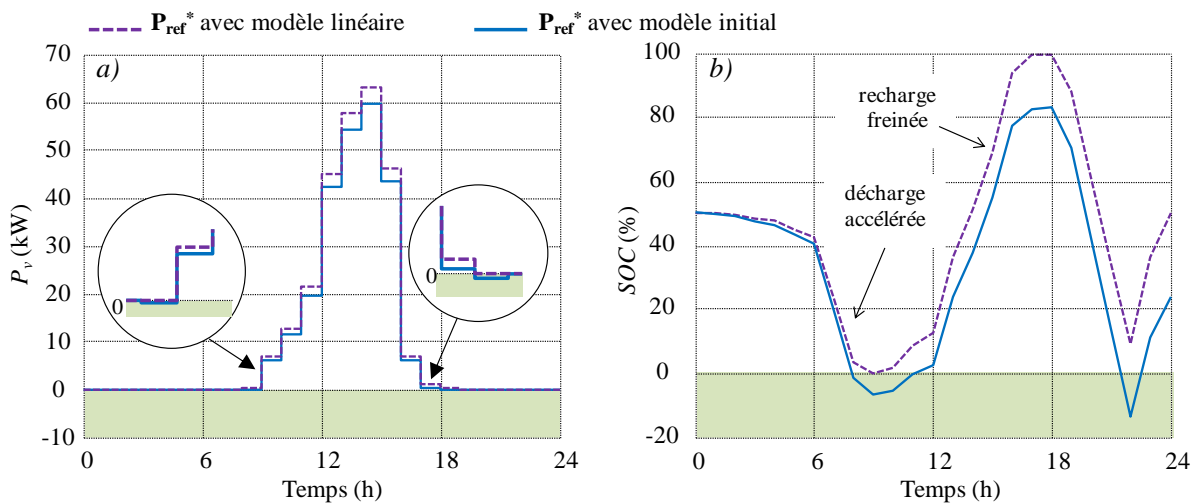 Pref* avec modèle linéaire
Pref* avec modèle initial
a)
Pv (kW)
70
60
50
40
30
20
10
0
-10
0
0
0 6 12 18 24
Temps (h)
b)
SOC (%)
100
80
60
40
20
0
-20
recharge
freinée
décharge
accélérée
0 6 12 18 24
Temps (h)